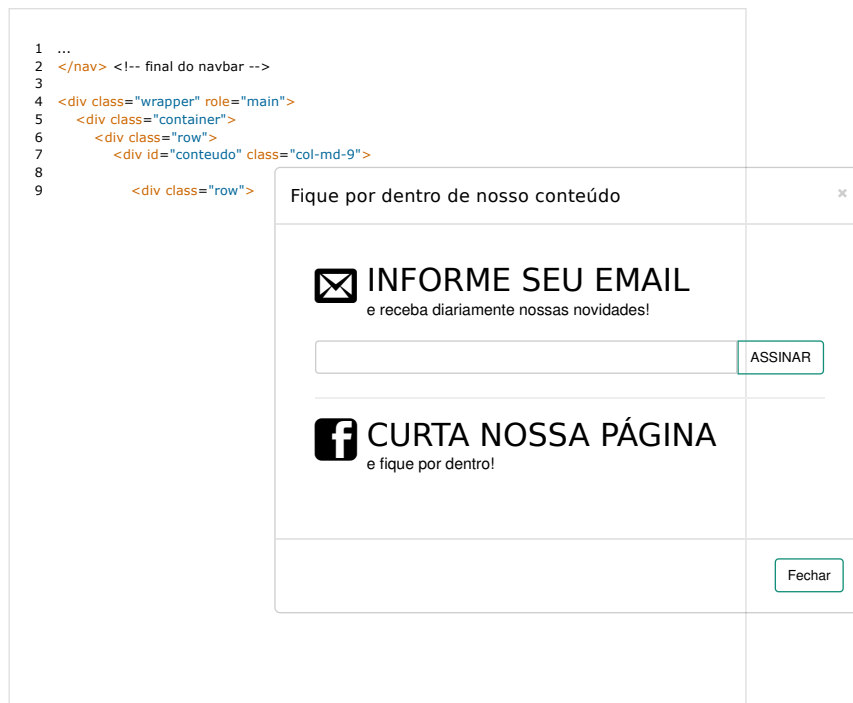 1 ...
2 </nav> <!-- final do navbar -->
3
4 <div class="wrapper" role="main">
5 <div class="container">
6 <div class="row">
7 <div id="conteudo" class="col-md-9">
8
9 <div class="row">
Fique por dentro de nosso conteúdo ×
INFORME SEU EMAIL
e receba diariamente nossas novidades!
ASSINAR
CURTA NOSSA PÁGINA
e fique por dentro!
Fechar